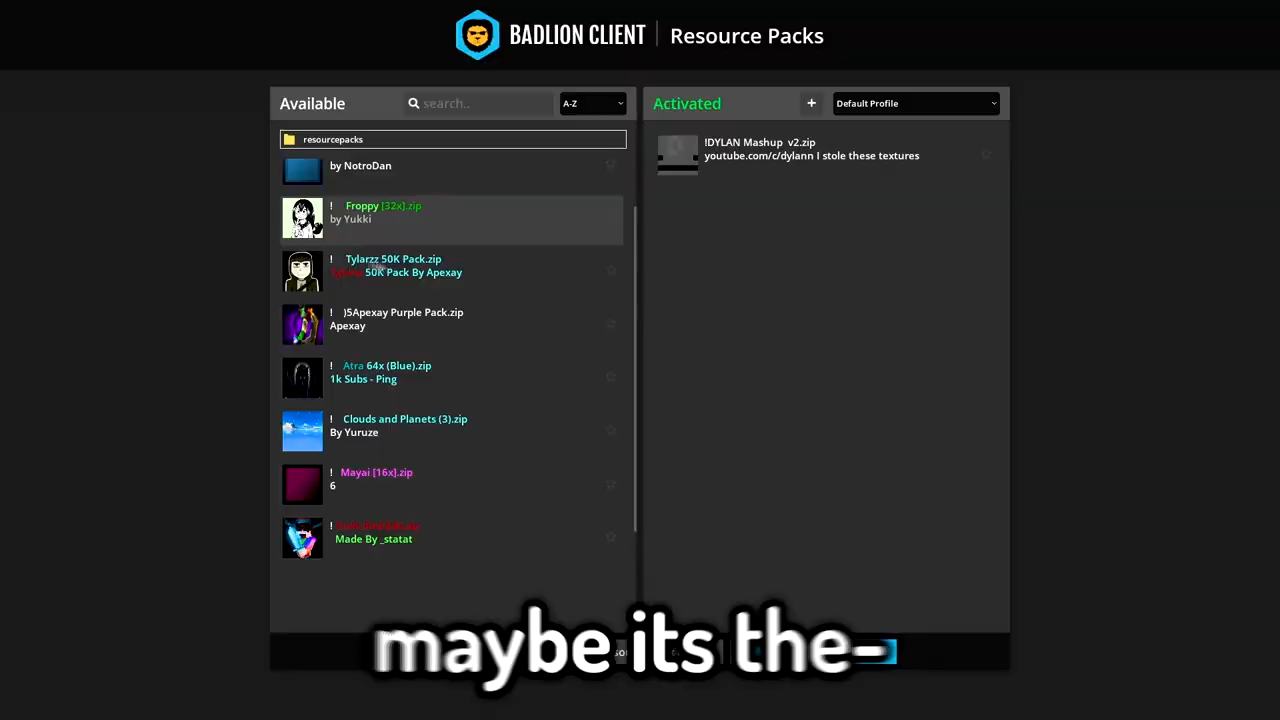 BADLION CLIENT | Resource Packs
Available
search..
A-Z
Activated
+
Default Profile
resourcepacks
by NotroDan
! Froppy [32x].zip
by Yukki
! Tylarzz 50K Pack.zip
50K Pack By Apexay
! )5Apexay Purple Pack.zip
Apexay
! Atra 64x (Blue).zip
1k Subs - Ping
! Clouds and Planets (3).zip
By Yuruze
! Mayai [16x].zip
6
!
Made By _statat
!DYLAN Mashup v2.zip
youtube.com/c/dylann I stole these textures
maybe its the-